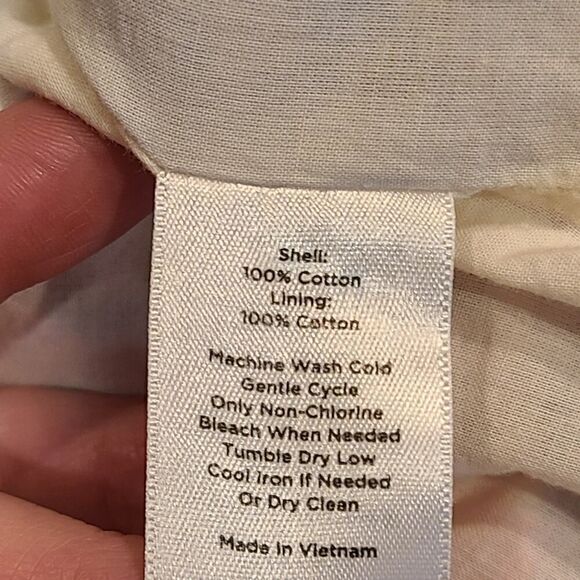 Shell:
100% Cotton
Lining:
100% Cotton
Machine Wash Cold
Gentle Cycle
Only Non-Chlorine
Bleach When Needed
Tumble Dry Low
Cool Iron If Needed
Or Dry Clean
Made In Vietnam